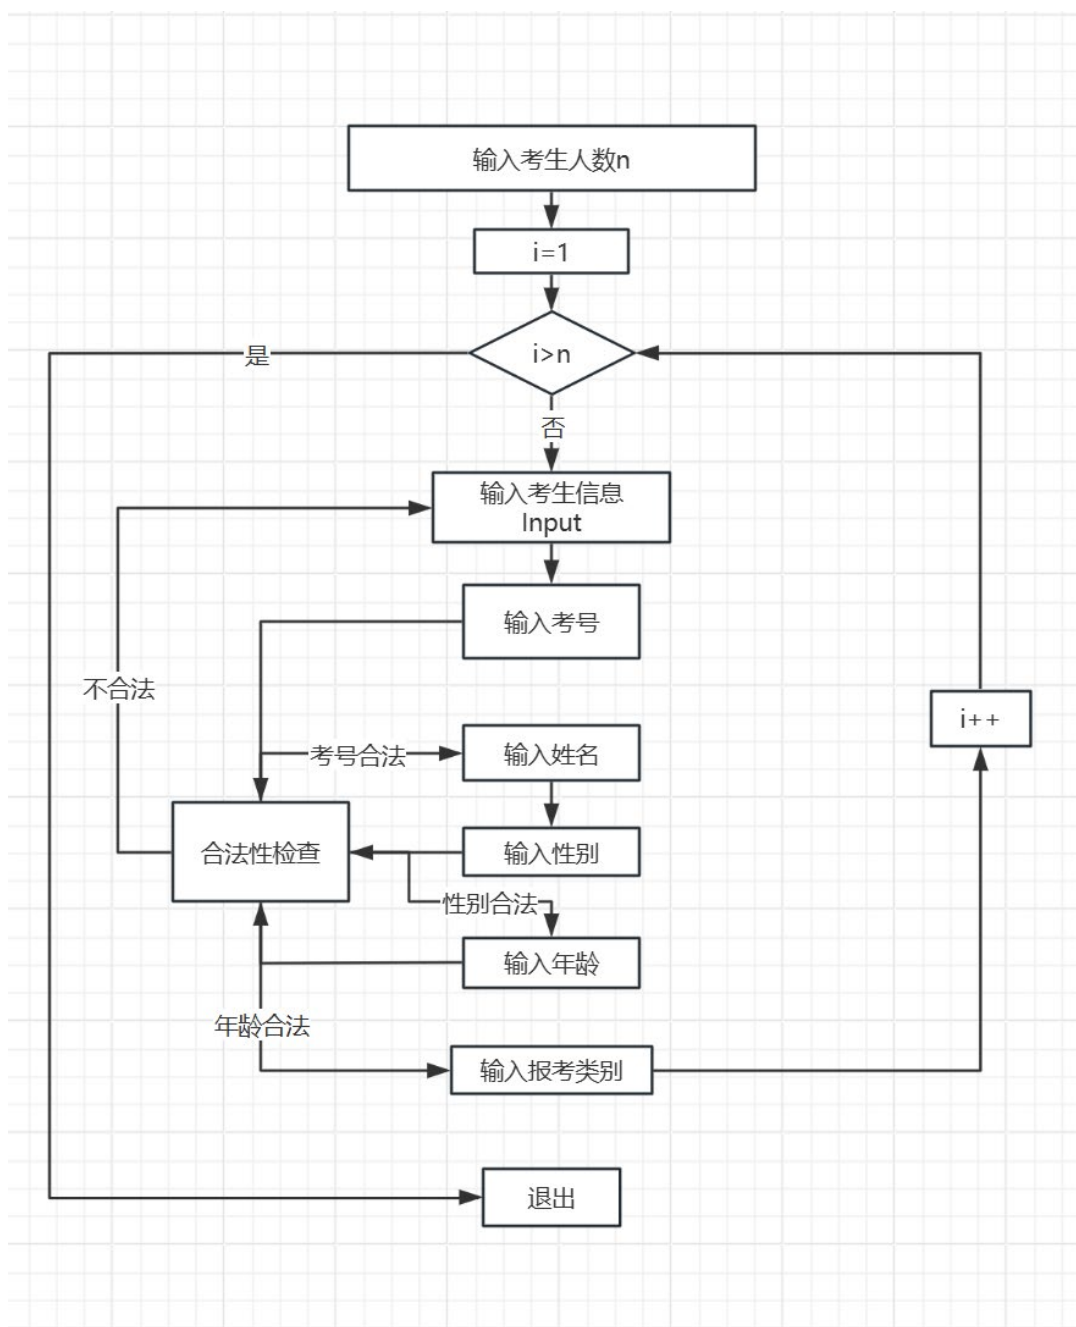 输入考生人数n
i=1
i>n
是
否
输入考生信息
Input
输入考号
不合法
i++
考号合法
输入姓名
合法性检查
输入性别
性别合法
输入年龄
年龄合法
输入报考类别
退出